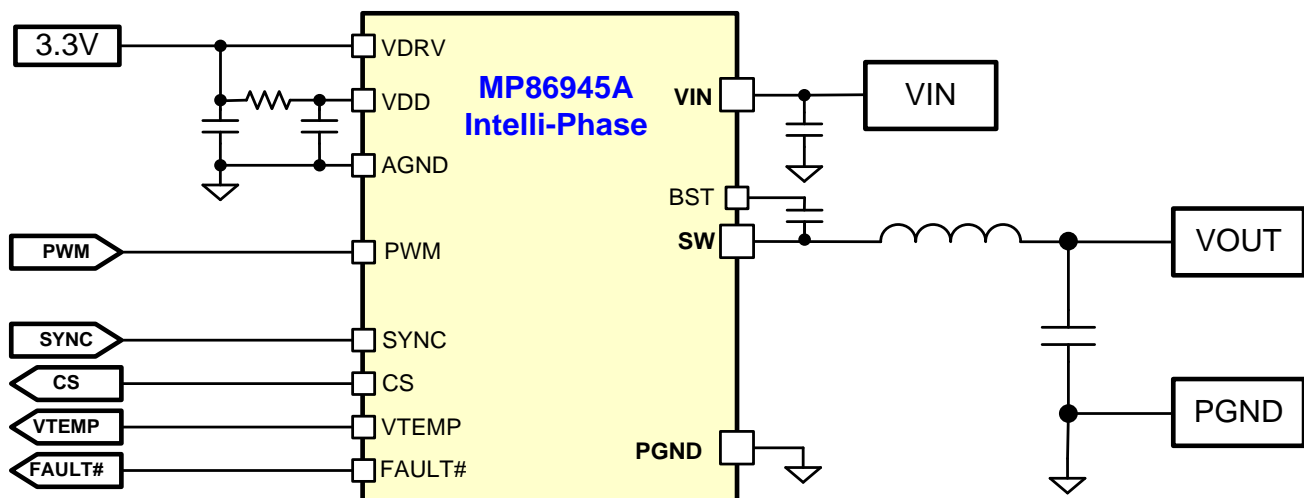 3.3V
VDRV
VDD
AGND
PWM
PWM
SYNC
SYNC
CS
CS
VTEMP
VTEMP
FAULT#
FAULT#
MP86945A
Intelli-Phase
VIN
VIN
BST
SW
VOUT
PGND
PGND